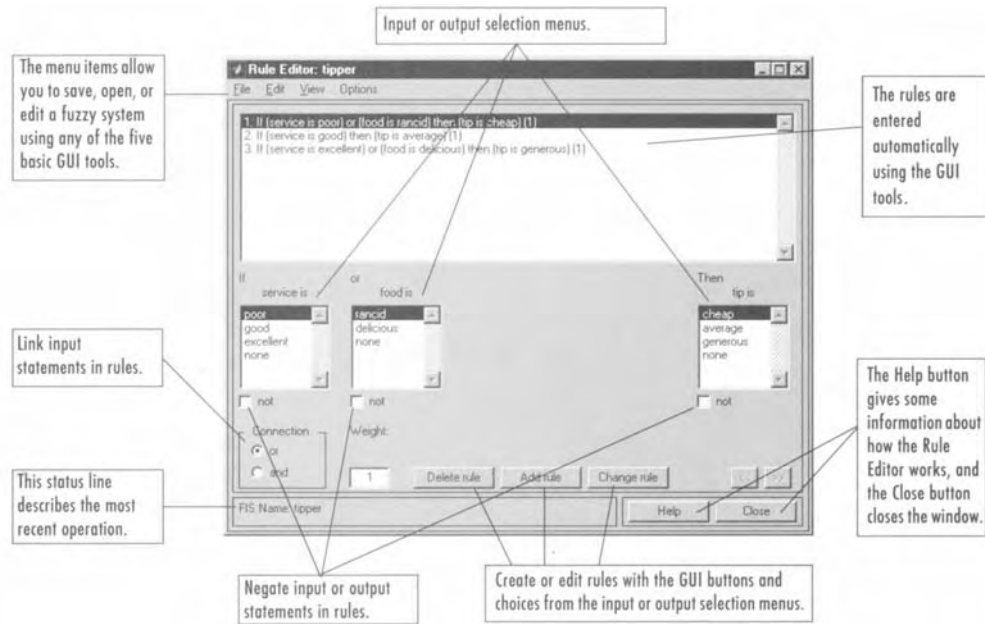 Input or output selection menus.
The menu items allow
you to save, open, or
edit a fuzzy system
using any of the five
basic GUI tools.
Rule Editor: tipper
File Edit View Options
1. If (service is poor) or (food is rancid) then (tip is cheap) (1)
2. If (service is good) then (tip is average) (1)
3. If (service is excellent) or (food is delicious) then (tip is generous) (1)
The rules are
entered
automatically
using the GUI
tools.
If or Then
service is food is tip is
poor rancid cheap
good delicious average
excellent none generous
none none
not not not
Link input
statements in rules.
Connection Weight:
or
and 1 Delete rule Add rule Change rule << >>
The Help button
gives some
information about
how the Rule
Editor works, and
the Close button
closes the window.
This status line
describes the most
recent operation.
FIS Name: tipper Help Close
Negate input or output
statements in rules.
Create or edit rules with the GUI buttons and
choices from the input or output selection menus.